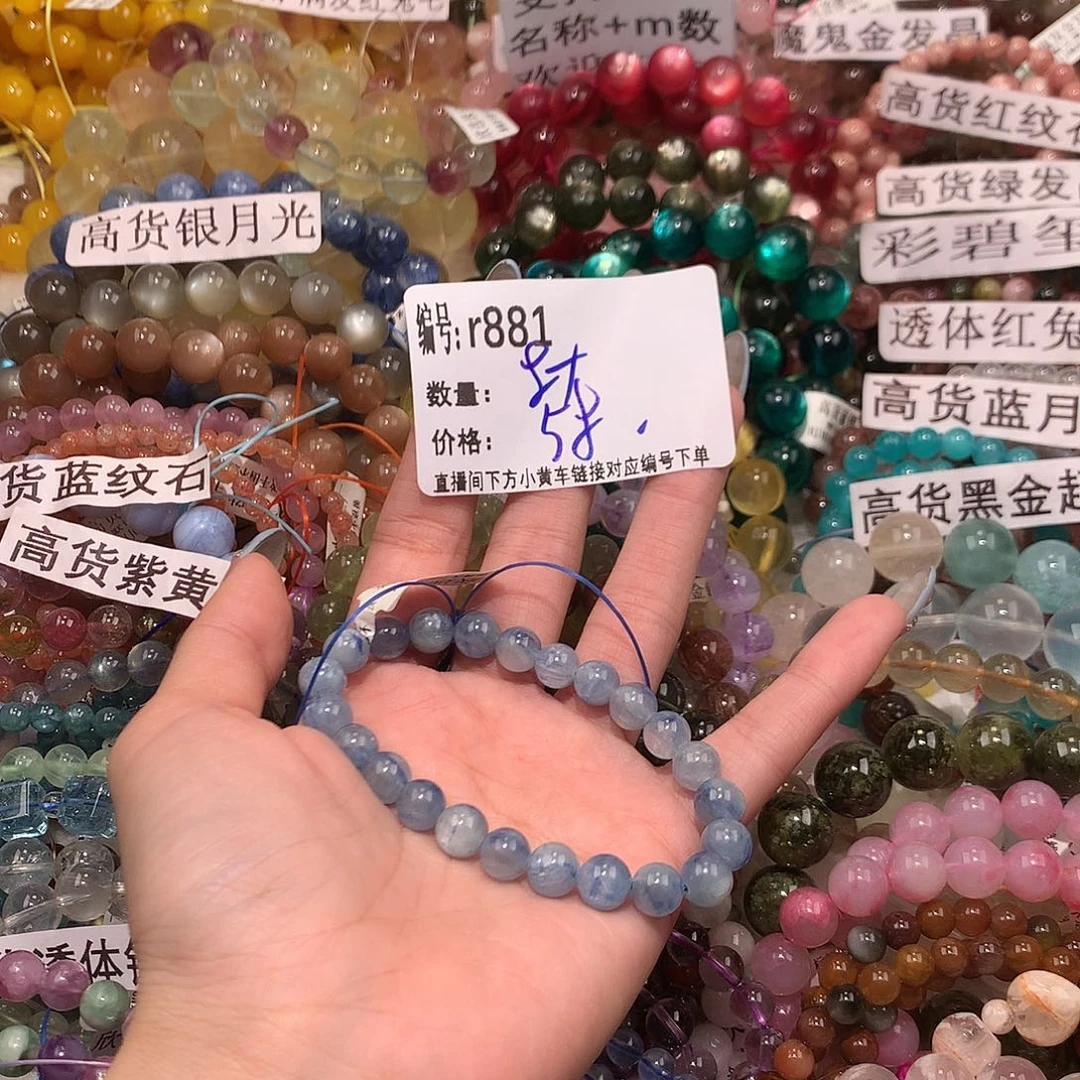 名称+m数
魔鬼金发晶
高货红纹石
高货银月光
高货绿发
彩碧玺
编号:r881
数量:
价格:
直播间下方小黄车链接对应编号下单
透体红兔
高货蓝月
货蓝纹石
高货黑金超
高货紫黄
透体